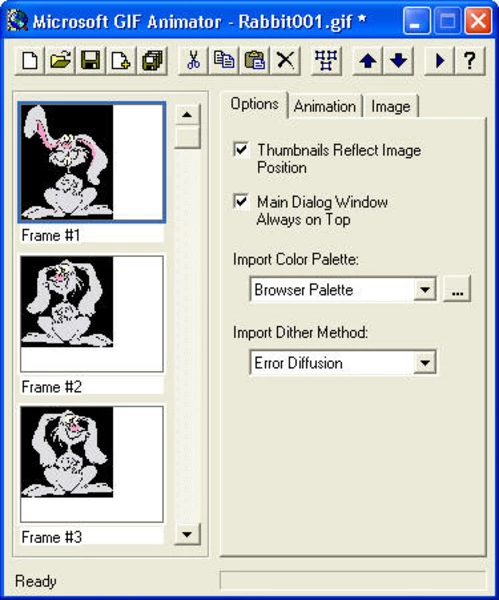 Microsoft GIF Animator - Rabbit001.gif *
Options
Animation
Image
Thumbnails Reflect Image
Position
Main Dialog Window
Always on Top
Import Color Palette:
Browser Palette
...
Import Dither Method:
Error Diffusion
Frame #1
Frame #2
Frame #3
Ready